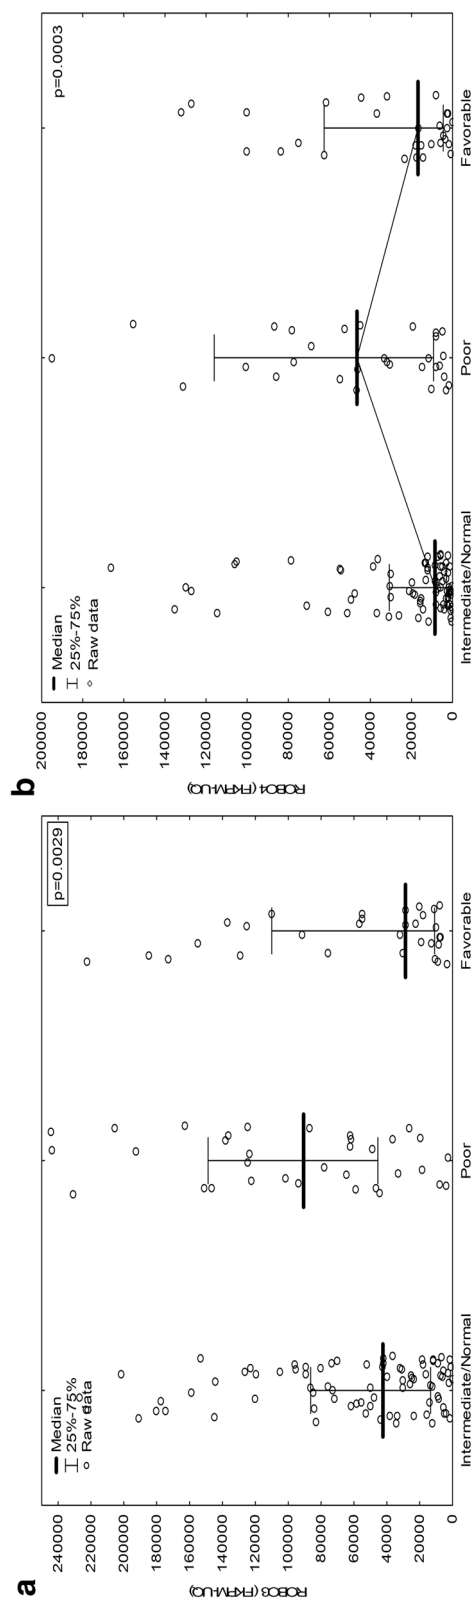 a
ROBO3 (FKPM-UQ)
240000
220000
200000
180000
160000
140000
120000
100000
80000
60000
40000
20000
0
Median
25%-75%
Raw data
p=0.0029
Intermediate/Normal
Poor
Favorable
b
ROBO4 (FKPM-UQ)
200000
180000
160000
140000
120000
100000
80000
60000
40000
20000
0
Median
25%-75%
Raw data
p=0.0003
Intermediate/Normal
Poor
Favorable